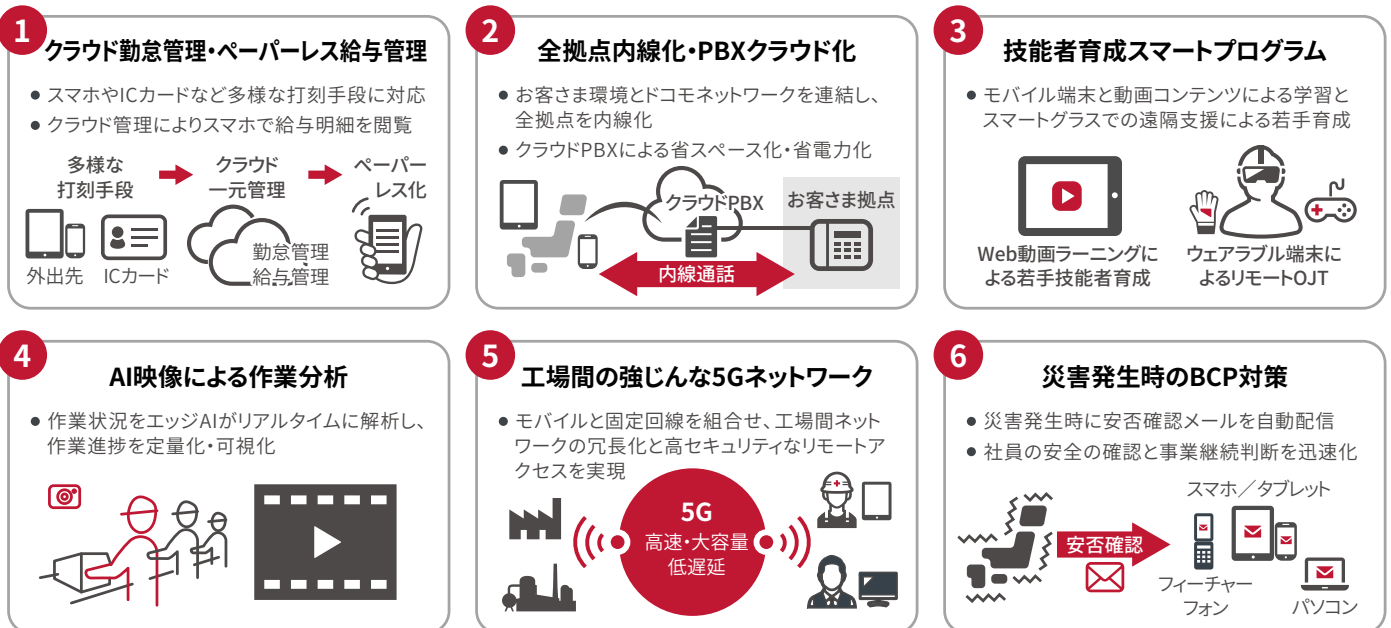 1
クラウド勤怠管理・ペーパーレス給与管理
● スマホやICカードなど多様な打刻手段に対応
● クラウド管理によりスマホで給与明細を閲覧
多様な
打刻手段
クラウド
一元管理
ペーパー
レス化
外出先
ICカード
勤怠管理
給与管理
2
全拠点内線化・PBXクラウド化
● お客さま環境とドコモネットワークを連結し、
全拠点を内線化
● クラウドPBXによる省スペース化・省電力化
クラウドPBX
お客さま拠点
内線通話
3
技能者育成スマートプログラム
● モバイル端末と動画コンテンツによる学習と
スマートグラスでの遠隔支援による若手育成
Web動画ラーニングに
よる若手技能者育成
ウェアラブル端末に
よるリモートOJT
4
AI映像による作業分析
● 作業状況をエッジAIがリアルタイムに解析し、
作業進捗を定量化・可視化
5
工場間の強じんな5Gネットワーク
● モバイルと固定回線を組合せ、工場間ネット
ワークの冗長化と高セキュリティなリモートア
クセスを実現
5G
高速・大容量
低遅延
6
災害発生時のBCP対策
● 災害発生時に安否確認メールを自動配信
● 社員の安全の確認と事業継続判断を迅速化
スマホ／タブレット
安否確認
フィーチャー
フォン
パソコン